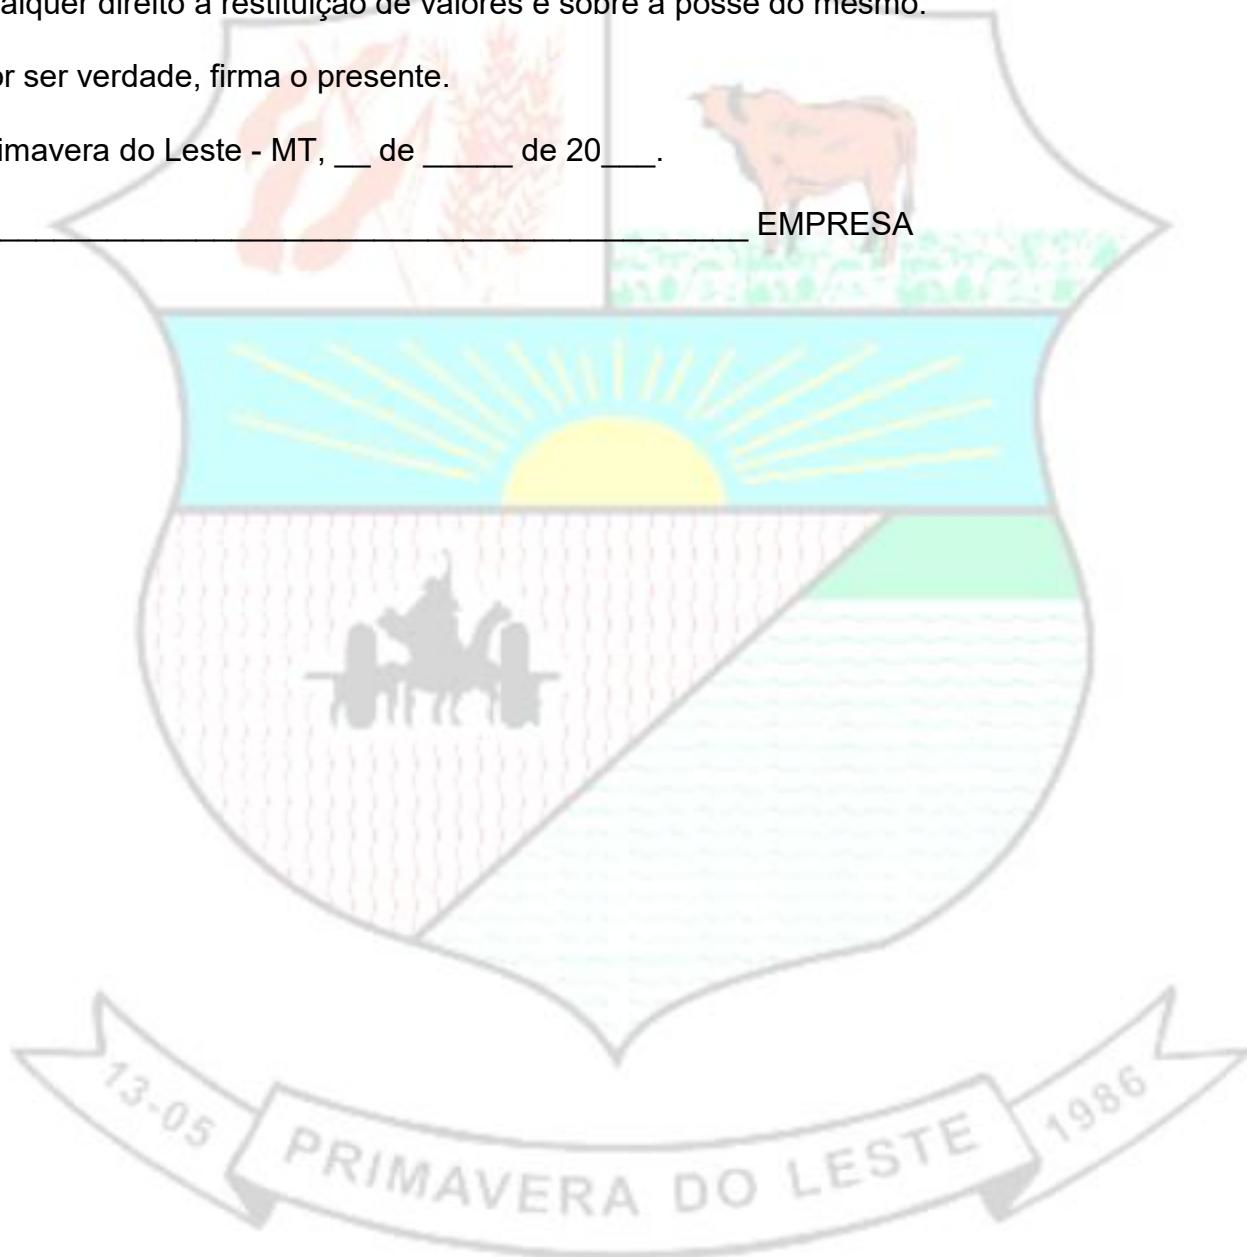 alquer direito a restituição de valores e sobre a posse do mesmo.
or ser verdade, firma o presente.
imavera do Leste - MT, __ de _____ de 20___.
__________________________________________ EMPRESA
13-05 PRIMAVERA DO LESTE 1986